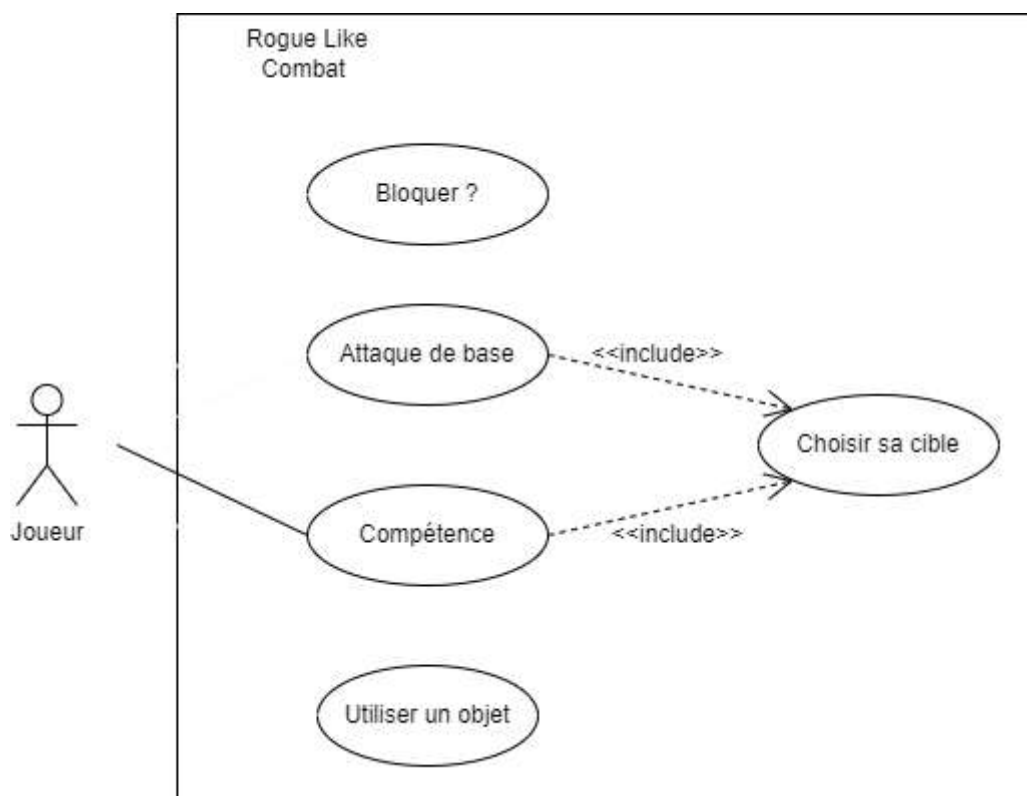 Rogue Like
Combat
Bloquer ?
Attaque de base
<<include>>
Choisir sa cible
Joueur
Compétence
<<include>>
Utiliser un objet